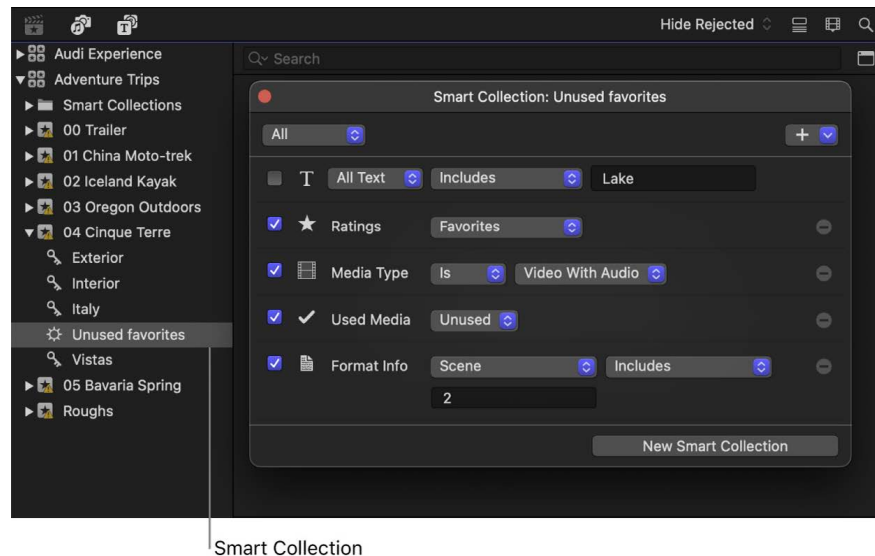 Hide Rejected
Audi Experience
Adventure Trips
Smart Collections
00 Trailer
01 China Moto-trek
02 Iceland Kayak
03 Oregon Outdoors
04 Cinque Terre
Exterior
Interior
Italy
Unused favorites
Vistas
05 Bavaria Spring
Roughs
Search
Smart Collection: Unused favorites
All
T All Text Includes Lake
Ratings Favorites
Media Type Is Video With Audio
Used Media Unused
Format Info Scene Includes
2
New Smart Collection
Smart Collection